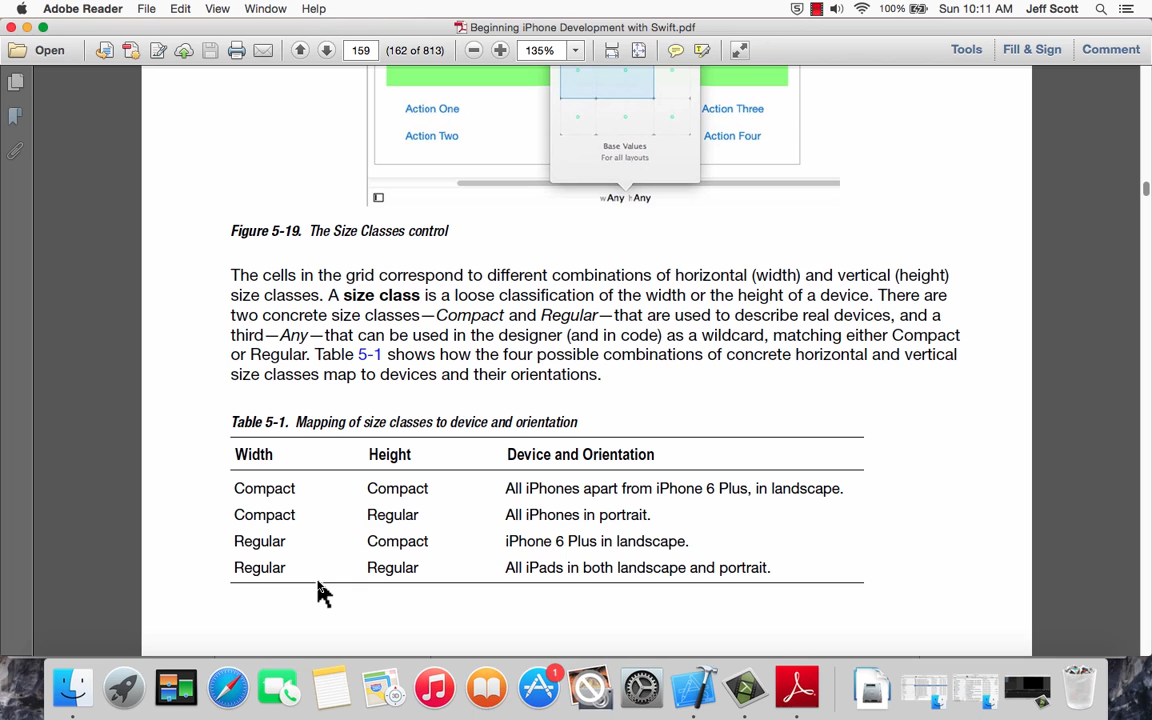 Adobe Reader File Edit View Window Help 5 100% Sun 10:11 AM Jeff Scott
Beginning iPhone Development with Swift.pdf
Open 159 (162 of 813) 135% Tools Fill & Sign Comment
Action One Action Three
Action Two Action Four
Base Values
For all layouts
wAny hAny
Figure 5-19. The Size Classes control
The cells in the grid correspond to different combinations of horizontal (width) and vertical (height)
size classes. A size class is a loose classification of the width or the height of a device. There are
two concrete size classes—Compact and Regular—that are used to describe real devices, and a
third—Any—that can be used in the designer (and in code) as a wildcard, matching either Compact
or Regular. Table 5-1 shows how the four possible combinations of concrete horizontal and vertical
size classes map to devices and their orientations.
Table 5-1. Mapping of size classes to device and orientation
Width Height Device and Orientation
Compact Compact All iPhones apart from iPhone 6 Plus, in landscape.
Compact Regular All iPhones in portrait.
Regular Compact iPhone 6 Plus in landscape.
Regular Regular All iPads in both landscape and portrait.
1